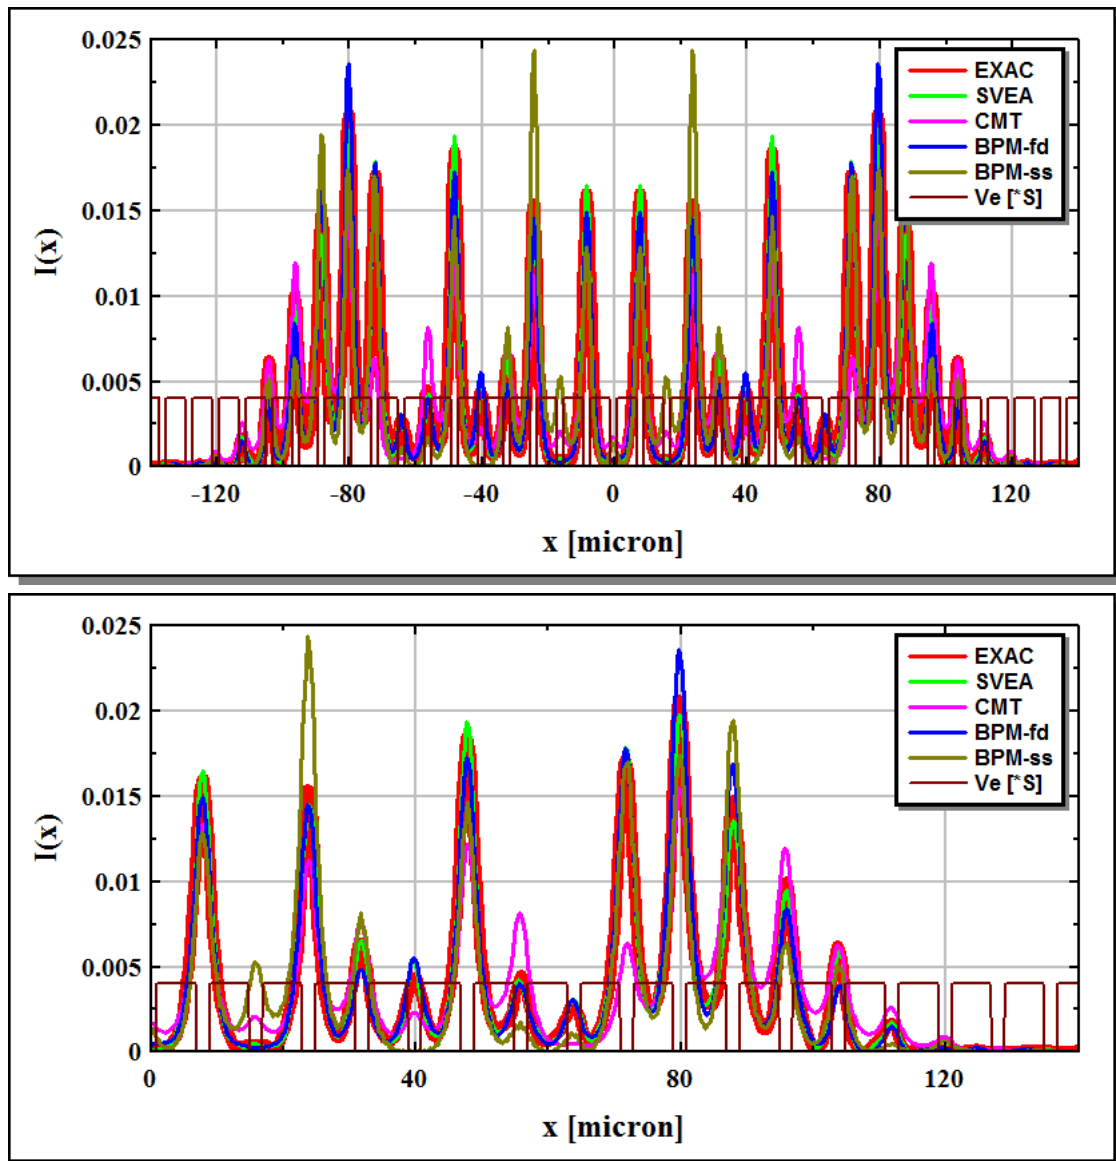 0.025
0.02
0.015
0.01
0.005
0
I(x)
EXAC
SVEA
CMT
BPM-fd
BPM-ss
Ve [*S]
-120 -80 -40 0 40 80 120
x [micron]
0.025
0.02
0.015
0.01
0.005
0
I(x)
EXAC
SVEA
CMT
BPM-fd
BPM-ss
Ve [*S]
0 40 80 120
x [micron]